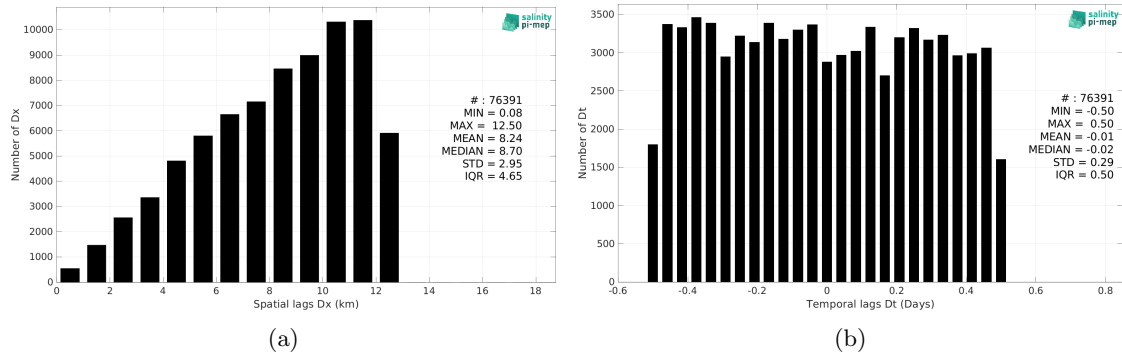 10000
9000
8000
7000
6000
5000
4000
3000
2000
1000
0
Number of Dx
0 2 4 6 8 10 12 14 16 18
Spatial lags Dx (km)
salinity
pi-mep
# : 76391
MIN = 0.08
MAX = 12.50
MEAN = 8.24
MEDIAN = 8.70
STD = 2.95
IQR = 4.65
(a)
3500
3000
2500
2000
1500
1000
500
0
Number of Dt
-0.6 -0.4 -0.2 0 0.2 0.4 0.6 0.8
Temporal lags Dt (Days)
salinity
pi-mep
# : 76391
MIN = -0.50
MAX = 0.50
MEAN = -0.01
MEDIAN = -0.02
STD = 0.29
IQR = 0.50
(b)